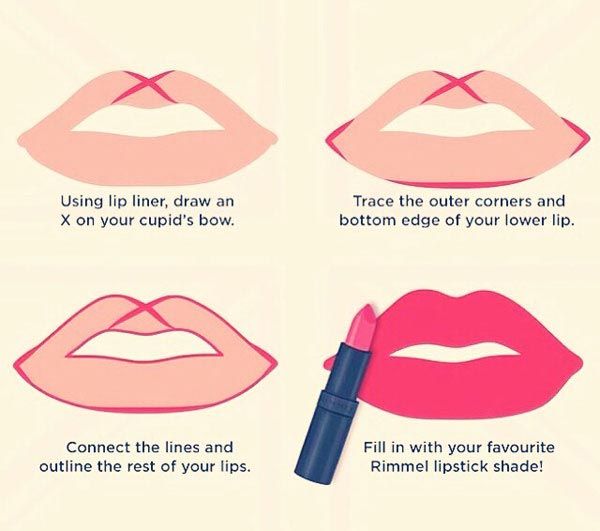 Using lip liner, draw an
X on your cupid's bow.
Trace the outer corners and
bottom edge of your lower lip.
Connect the lines and
outline the rest of your lips.
Fill in with your favourite
Rimmel lipstick shade!